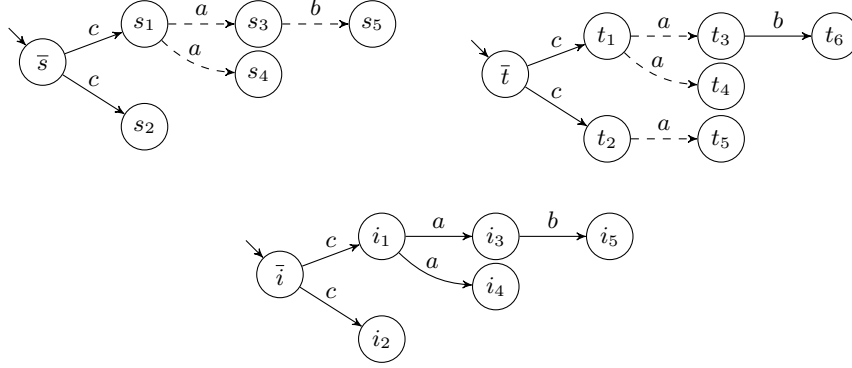 c s₁ a s₃ b s₅
s̄ a s₄
c s₂
c t₁ a t₃ b t₆
t̄ a t₄
c t₂ a t₅
c i₁ a i₃ b i₅
ī a i₄
c i₂